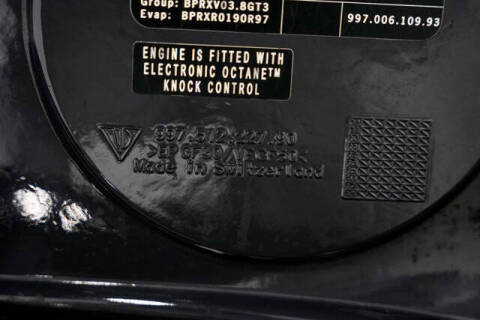 Group: BPRXV03.8GT3
Evap: BPRXR0190R97
997.006.109.93
ENGINE IS FITTED WITH
ELECTRONIC OCTANE™
KNOCK CONTROL
Made in Switzerland